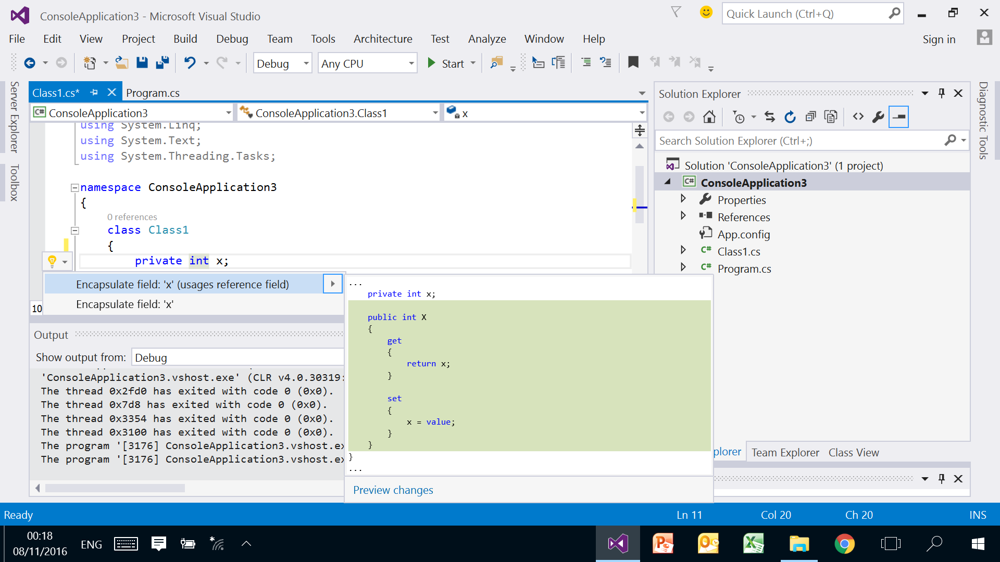 ConsoleApplication3 - Microsoft Visual Studio
Quick Launch (Ctrl+Q)
File Edit View Project Build Debug Team Tools Architecture Test Analyze Window Help
Sign in
Debug Any CPU Start
Server Explorer
Toolbox
Class1.cs* Program.cs
ConsoleApplication3 ConsoleApplication3.Class1 x
using System.Linq;
using System.Text;
using System.Threading.Tasks;
namespace ConsoleApplication3
{
0 references
class Class1
{
private int x;
Encapsulate field: 'x' (usages reference field)
Encapsulate field: 'x'
10
...
private int x;
public int X
{
get
{
return x;
}
set
{
x = value;
}
}
}
...
Preview changes
Output
Show output from: Debug
'ConsoleApplication3.vshost.exe' (CLR v4.0.30319:
The thread 0x2fd0 has exited with code 0 (0x0).
The thread 0x7d8 has exited with code 0 (0x0).
The thread 0x3354 has exited with code 0 (0x0).
The thread 0x3100 has exited with code 0 (0x0).
The program '[3176] ConsoleApplication3.vshost.ex
The program '[3176] ConsoleApplication3.vshost.ex
Solution Explorer
Search Solution Explorer (Ctrl+;)
Solution 'ConsoleApplication3' (1 project)
C# ConsoleApplication3
Properties
References
App.config
C# Class1.cs
C# Program.cs
plorer Team Explorer Class View
Diagnostic Tools
Ready Ln 11 Col 20 Ch 20 INS
00:18
08/11/2016
ENG